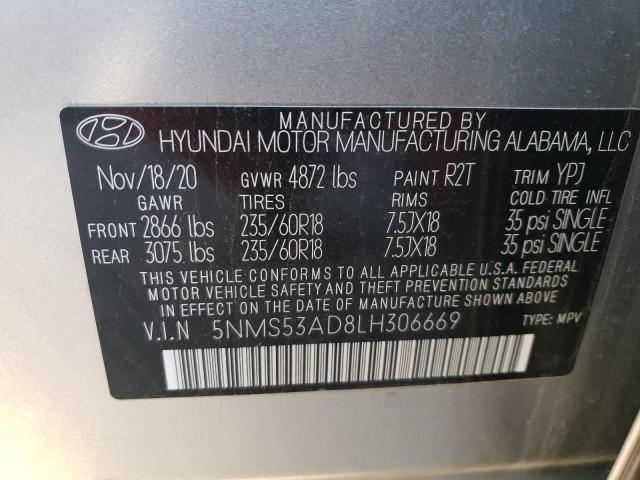 MANUFACTURED BY
HYUNDAI MOTOR MANUFACTURING ALABAMA, LLC
Nov/18/20 GVWR 4872 lbs PAINT R2T TRIM YPJ
GAWR TIRES RIMS COLD TIRE INFL
FRONT 2866 lbs 235/60R18 7.5JX18 35 psi SINGLE
REAR 3075 lbs 235/60R18 7.5JX18 35 psi SINGLE
THIS VEHICLE CONFORMS TO ALL APPLICABLE U.S.A. FEDERAL
MOTOR VEHICLE SAFETY AND THEFT PREVENTION STANDARDS
IN EFFECT ON THE DATE OF MANUFACTURE SHOWN ABOVE
V.I.N 5NMS53AD8LH306669 TYPE: MPV